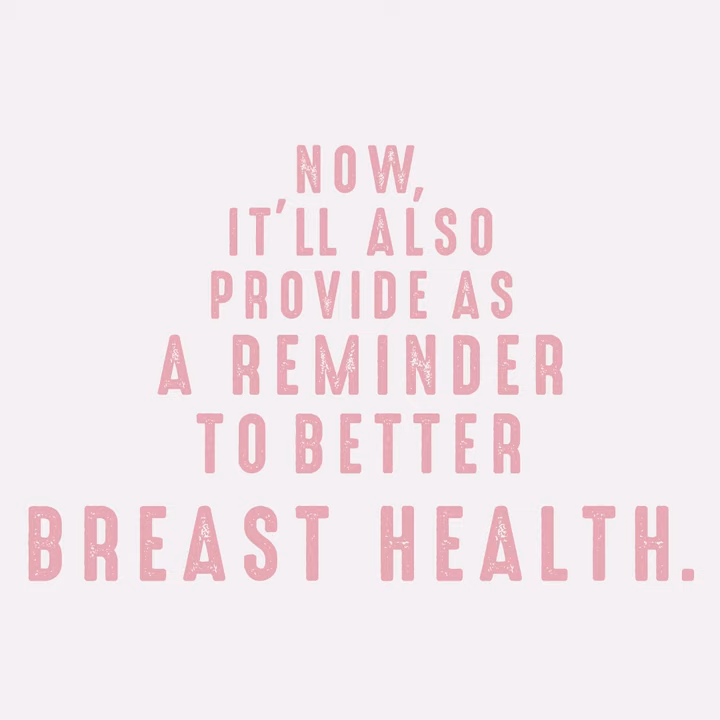 NOW,
IT'LL ALSO
PROVIDE AS
A REMINDER
TO BETTER
BREAST HEALTH.